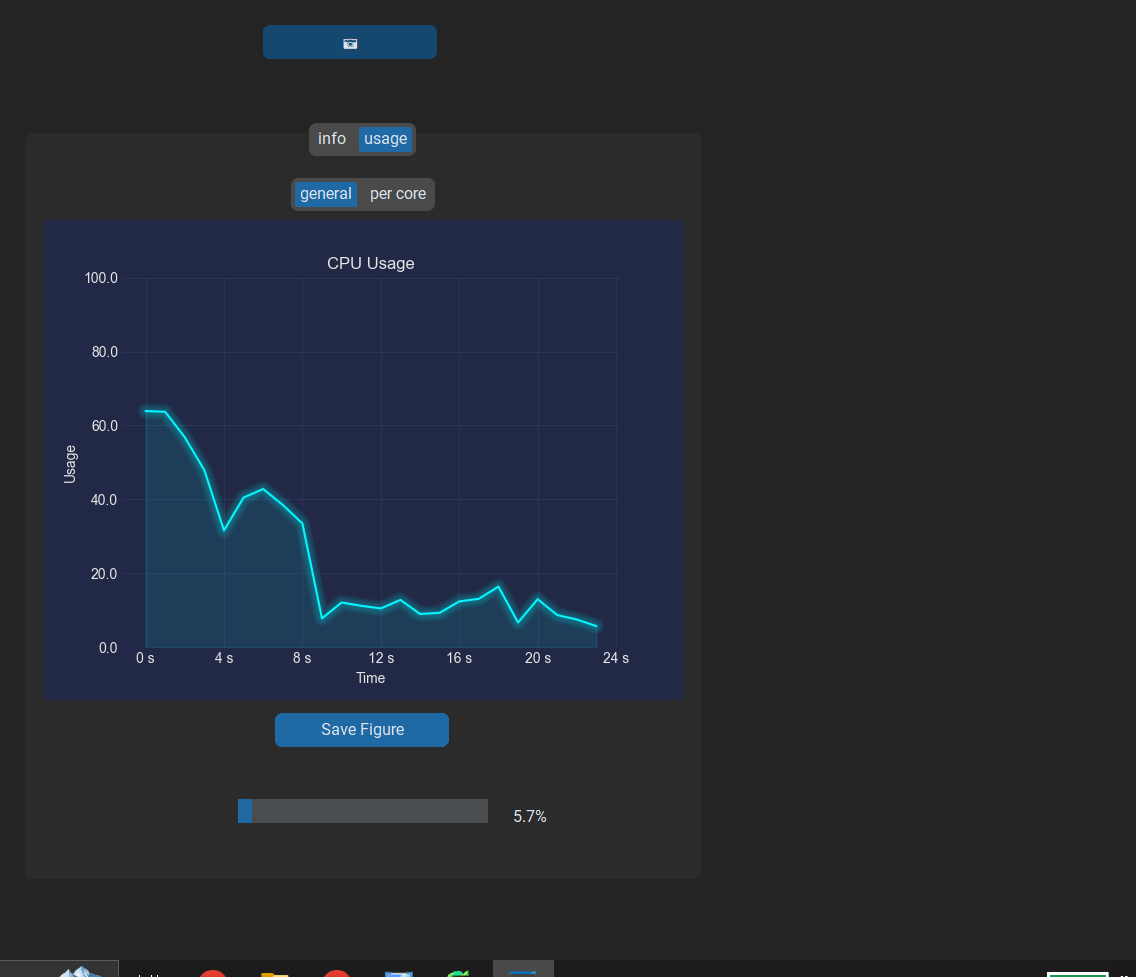 info usage
general per core
CPU Usage
100.0
80.0
60.0
40.0
20.0
0.0
Usage
0 s 4 s 8 s 12 s 16 s 20 s 24 s
Time
Save Figure
5.7%